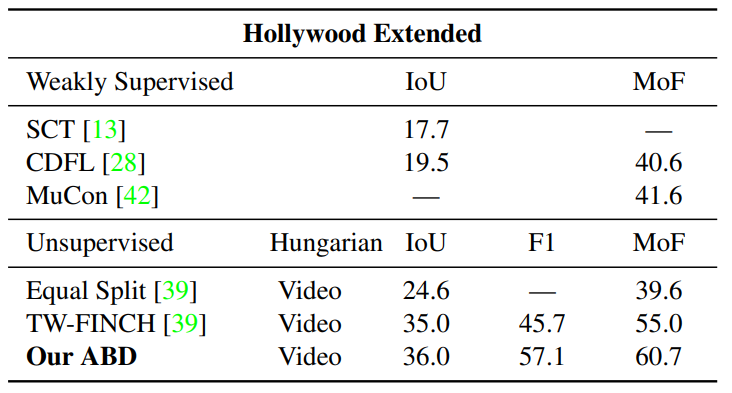 Hollywood Extended
Weakly Supervised IoU MoF
SCT [13] 17.7 —
CDFL [28] 19.5 40.6
MuCon [42] — 41.6
Unsupervised Hungarian IoU F1 MoF
Equal Split [39] Video 24.6 — 39.6
TW-FINCH [39] Video 35.0 45.7 55.0
Our ABD Video 36.0 57.1 60.7